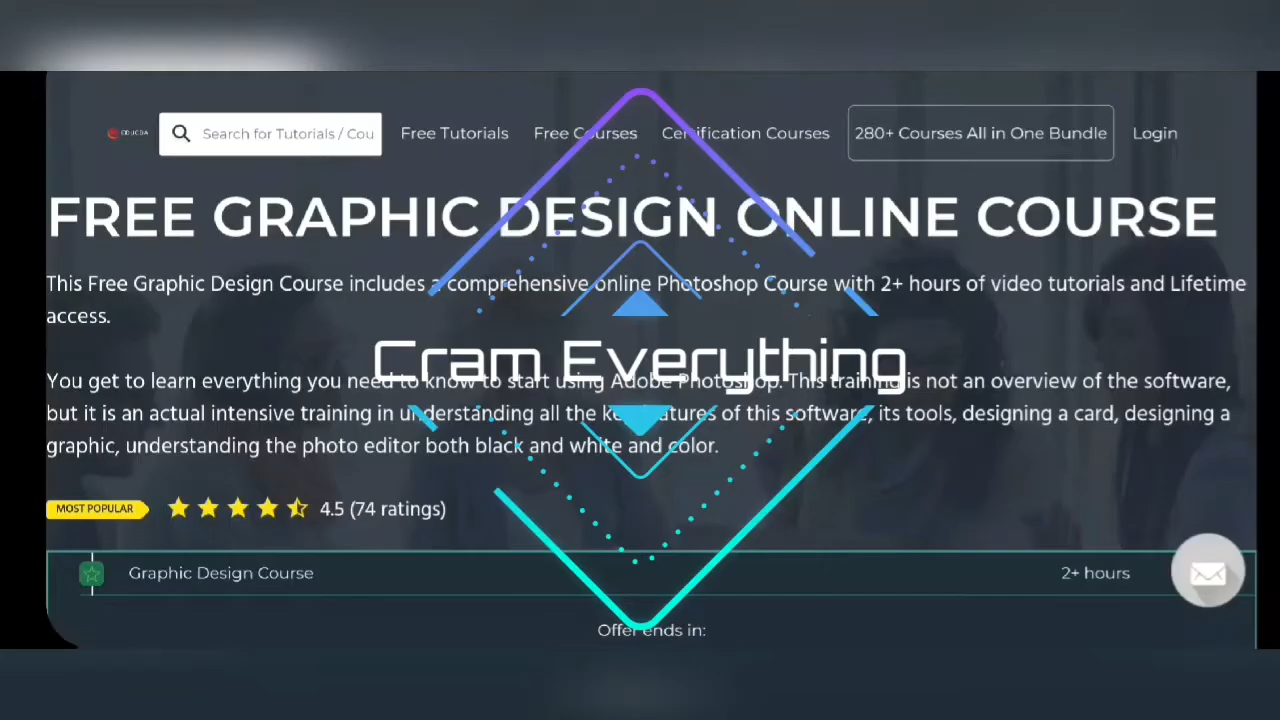 EDUCBA
Search for Tutorials / Cou
Free Tutorials
Free Courses
Certification Courses
280+ Courses All in One Bundle
Login
FREE GRAPHIC DESIGN ONLINE COURSE
This Free Graphic Design Course includes a comprehensive online Photoshop Course with 2+ hours of video tutorials and Lifetime
access.
Cram Everything
You get to learn everything you need to know to start using Adobe Photoshop. This training is not an overview of the software,
but it is an actual intensive training in understanding all the key features of this software, its tools, designing a card, designing a
graphic, understanding the photo editor both black and white and color.
MOST POPULAR
4.5 (74 ratings)
Graphic Design Course
2+ hours
Offer ends in: